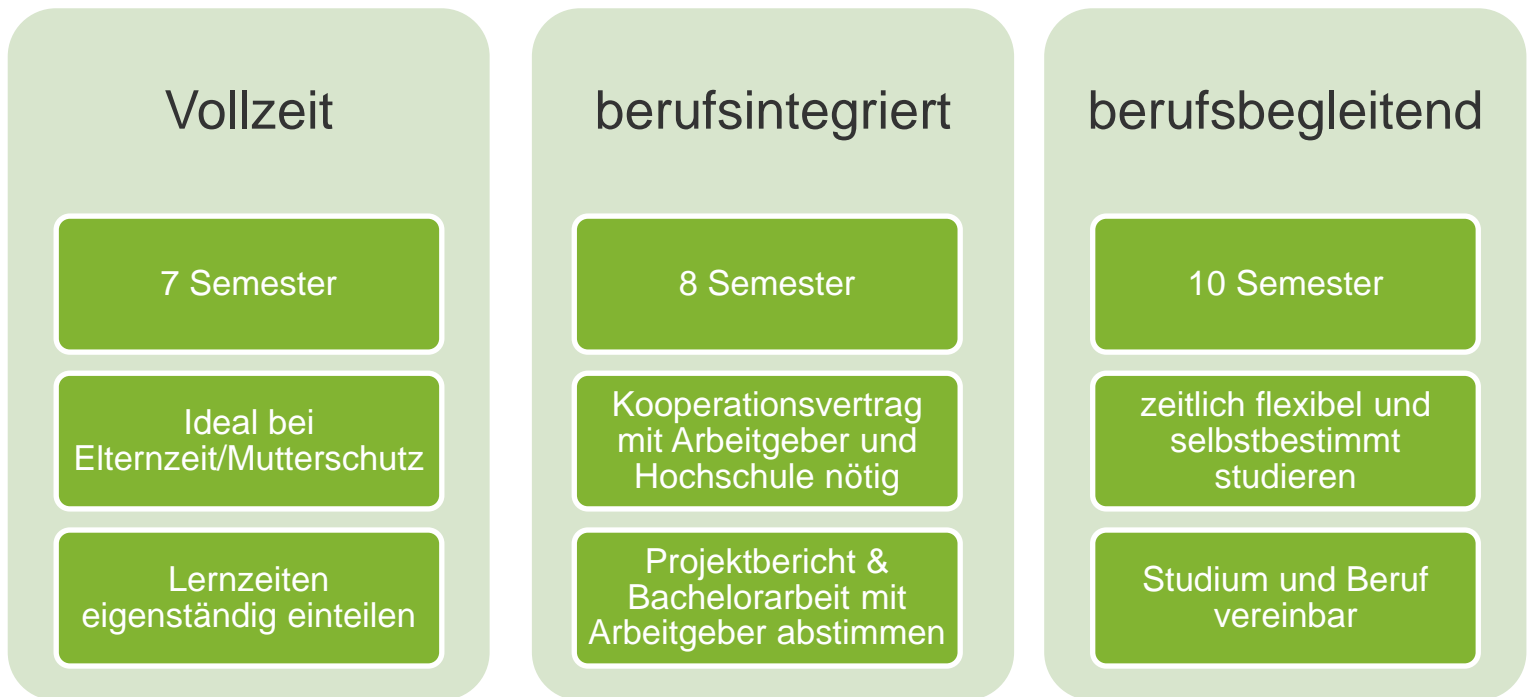 Vollzeit
7 Semester
Ideal bei
Elternzeit/Mutterschutz
Lernzeiten
eigenständig einteilen
berufsintegriert
8 Semester
Kooperationsvertrag
mit Arbeitgeber und
Hochschule nötig
Projektbericht &
Bachelorarbeit mit
Arbeitgeber abstimmen
berufsbegleitend
10 Semester
zeitlich flexibel und
selbstbestimmt
studieren
Studium und Beruf
vereinbar